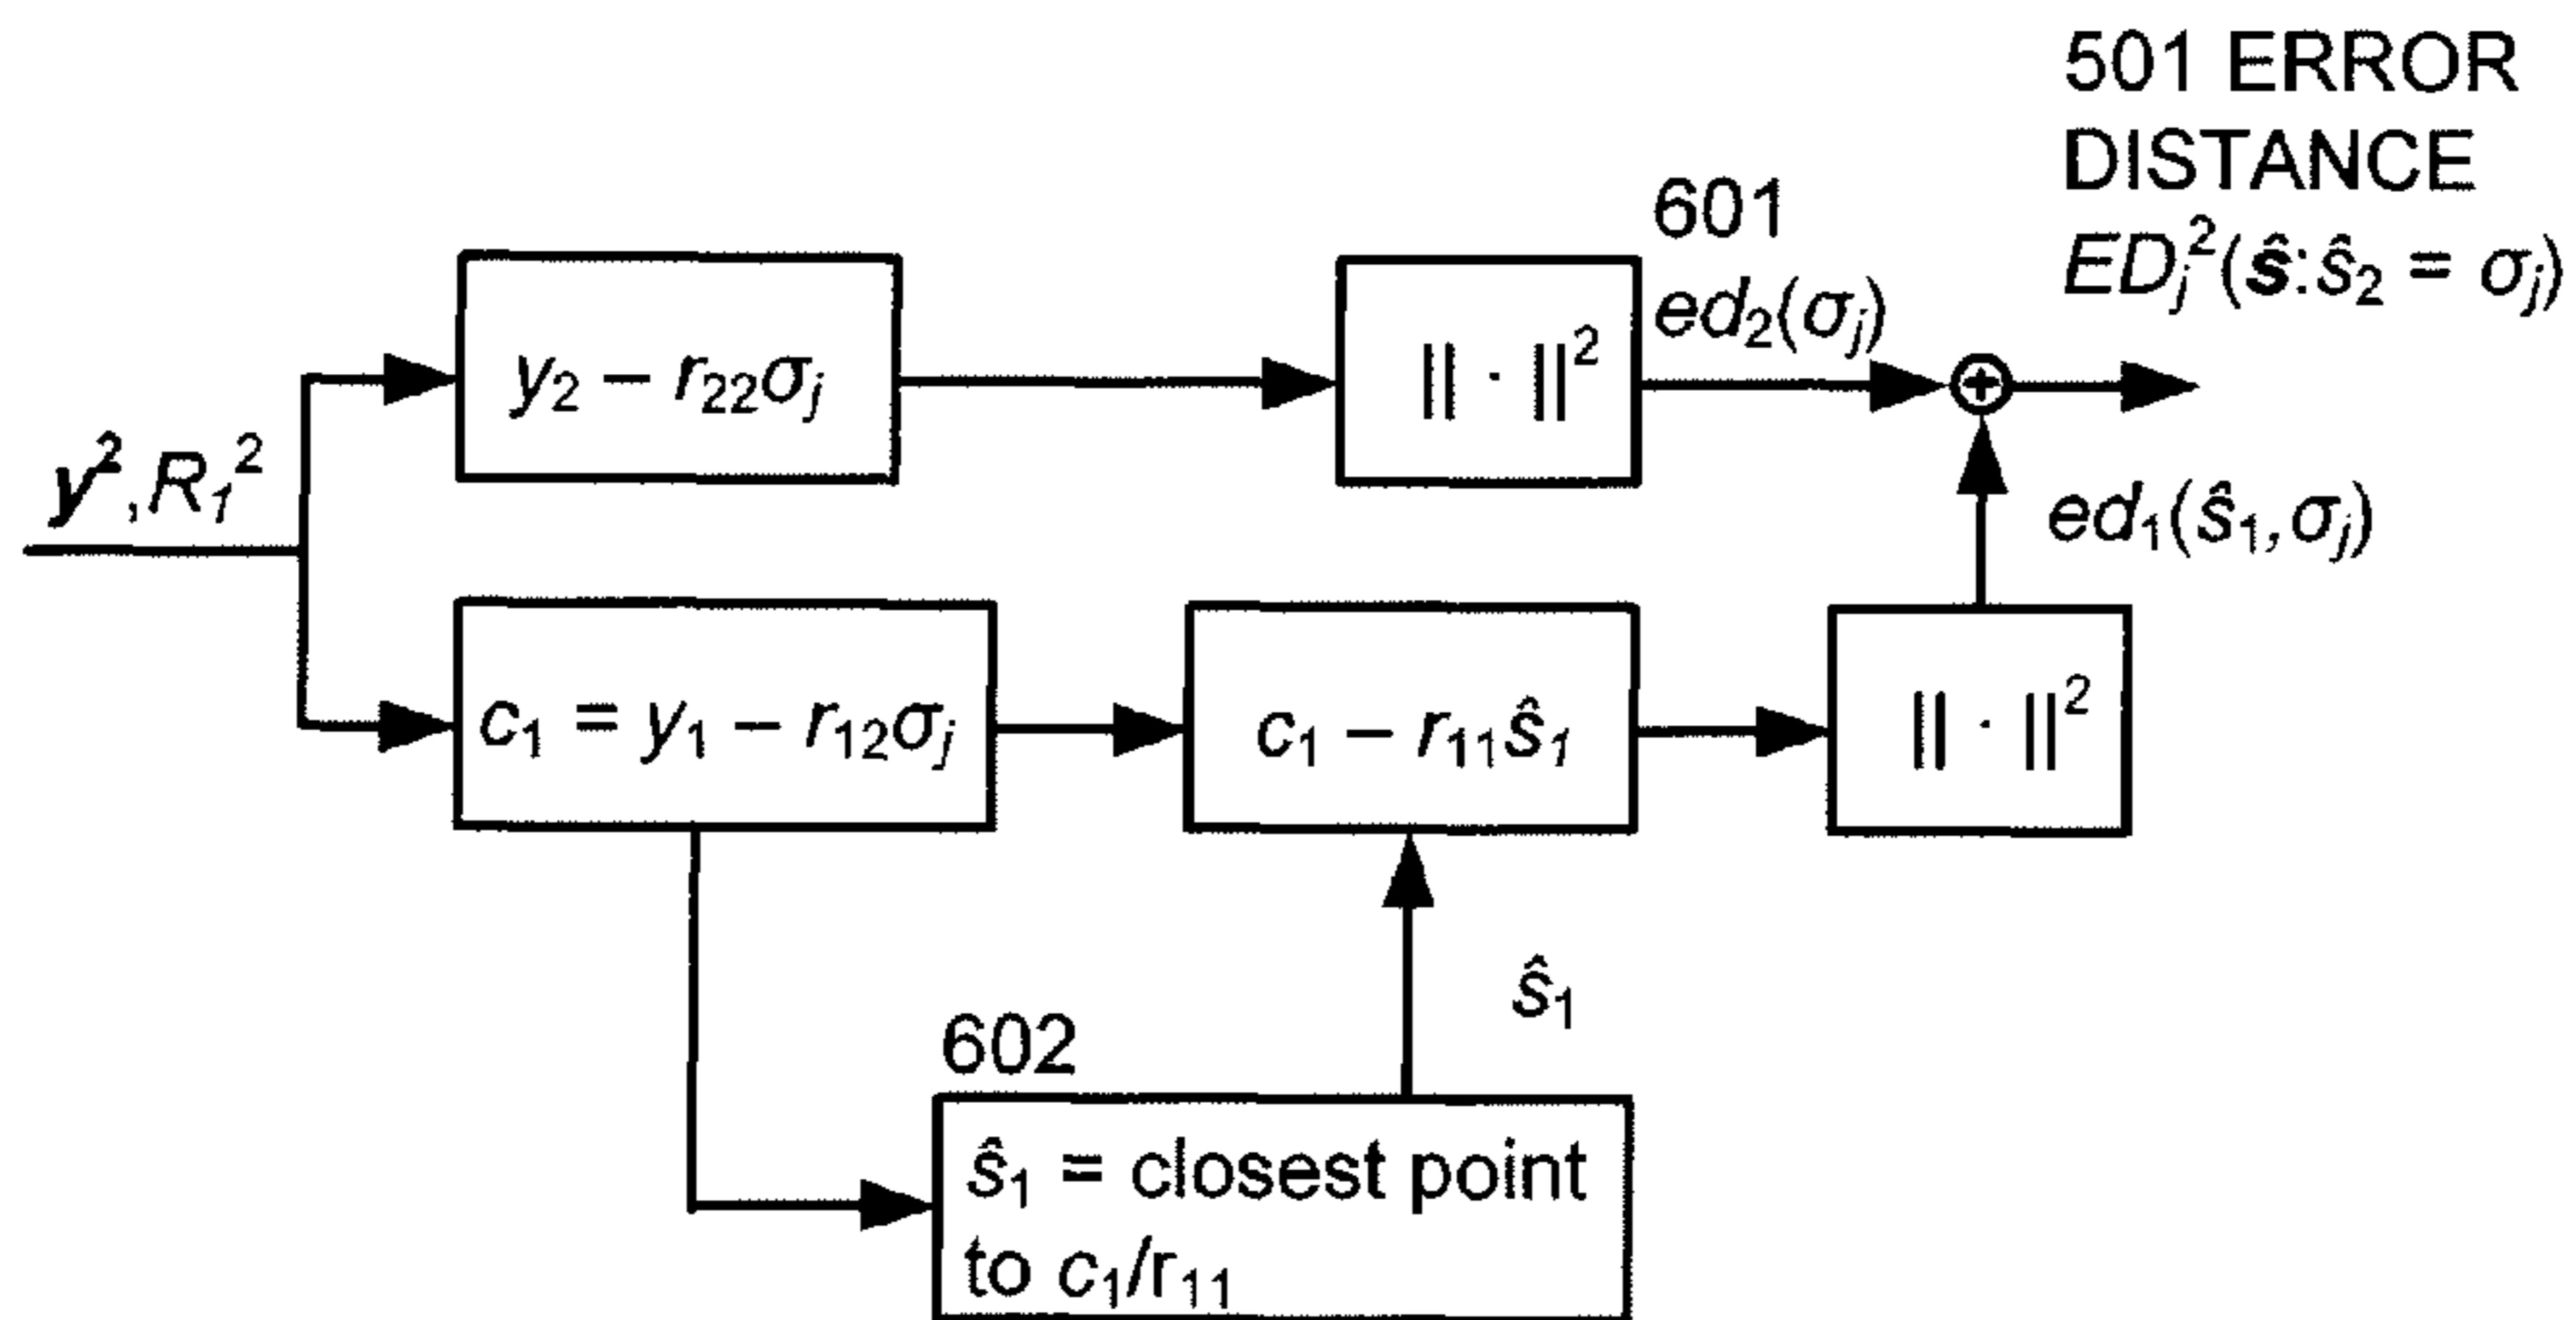 501 ERROR
DISTANCE
ED_j^2(ŝ:ŝ_2 = σ_j)
601
ed_2(σ_j)
y_2 – r_22σ_j
|| · ||^2
y^2,R_1^2
ed_1(ŝ_1,σ_j)
c_1 = y_1 – r_12σ_j
c_1 – r_11ŝ_1
|| · ||^2
ŝ_1
602
ŝ_1 = closest point
to c_1/r_11